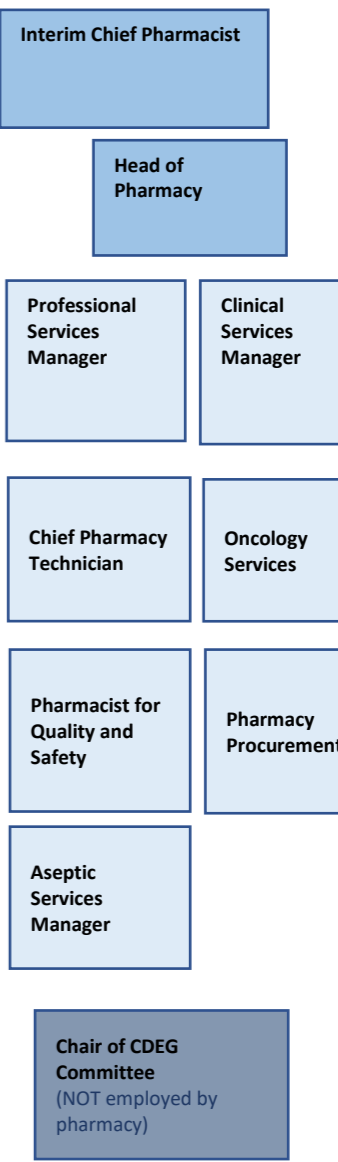 Interim Chief Pharmacist
Head of
Pharmacy
Professional
Services
Manager
Clinical
Services
Manager
Chief Pharmacy
Technician
Oncology
Services
Pharmacist for
Quality and
Safety
Pharmacy
Procurement
Aseptic
Services
Manager
Chair of CDEG
Committee
(NOT employed by
pharmacy)